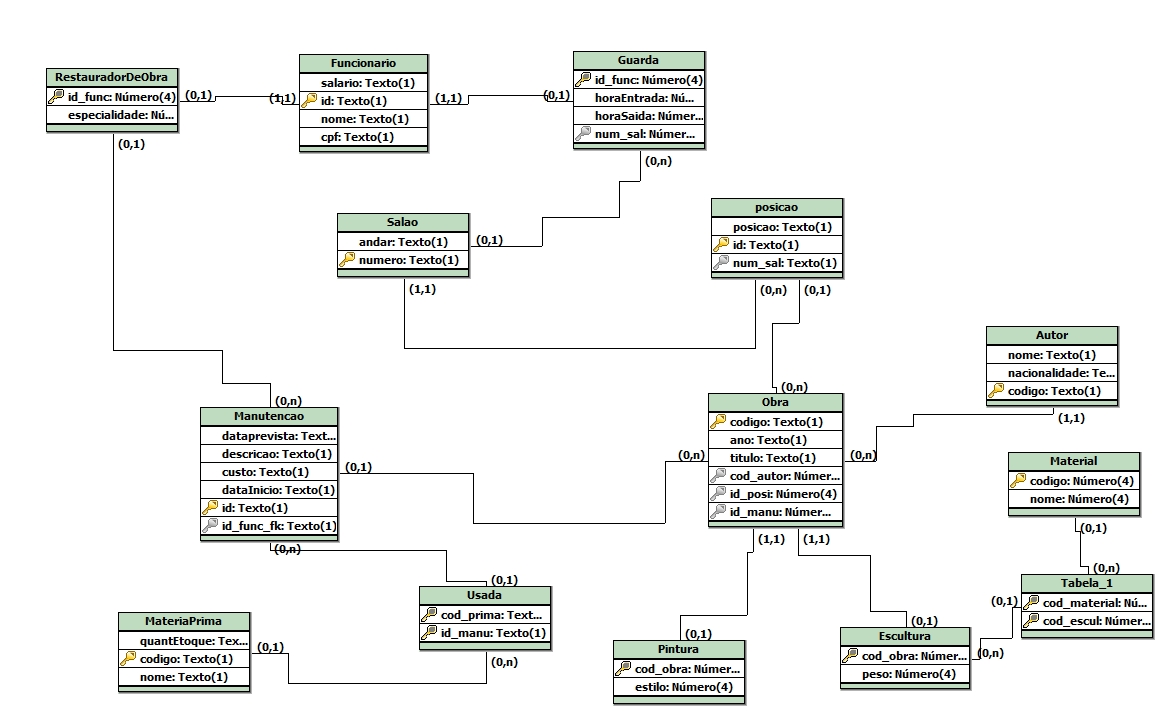 RestauradorDeObra
id_func: Número(4)
especialidade: Nú...
(0,1)
(0,1)
Funcionario
salario: Texto(1)
id: Texto(1)
nome: Texto(1)
cpf: Texto(1)
(1,1)
(1,1)
Guarda
id_func: Número(4)
horaEntrada: Nú...
horaSaida: Númer...
num_sal: Númer...
(0,1)
(0,n)
Salao
andar: Texto(1)
numero: Texto(1)
(0,1)
(1,1)
posicao
posicao: Texto(1)
id: Texto(1)
num_sal: Texto(1)
(0,n)
(0,1)
Autor
nome: Texto(1)
nacionalidade: Te...
codigo: Texto(1)
(1,1)
(0,n)
Manutencao
dataprevista: Text...
descricao: Texto(1)
custo: Texto(1)
dataInicio: Texto(1)
id: Texto(1)
id_func_fk: Texto(1)
(0,1)
(0,n)
(0,n)
Obra
codigo: Texto(1)
ano: Texto(1)
titulo: Texto(1)
cod_autor: Númer...
id_posi: Número(4)
id_manu: Númer...
(0,n)
(0,n)
(1,1)
(1,1)
Material
codigo: Número(4)
nome: Número(4)
(0,1)
(0,n)
Tabela_1
cod_material: Nú...
cod_escul: Númer...
(0,1)
(0,1)
Usada
cod_prima: Text...
id_manu: Texto(1)
(0,n)
MateriaPrima
quantEtoque: Tex...
codigo: Texto(1)
nome: Texto(1)
(0,1)
(0,1)
Pintura
cod_obra: Númer...
estilo: Número(4)
(0,1)
Escultura
cod_obra: Númer...
peso: Número(4)
(0,n)